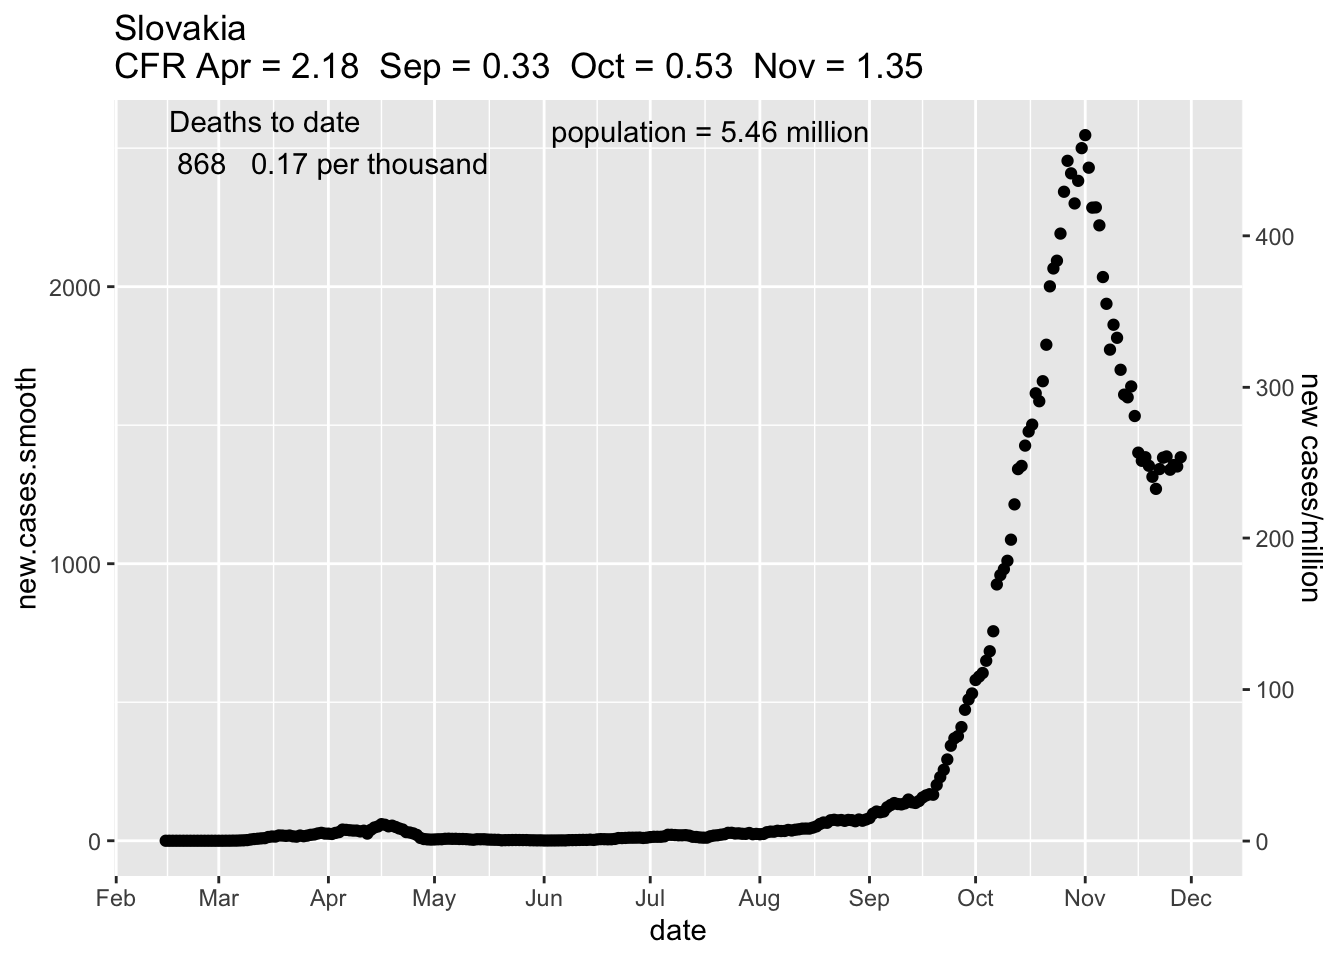 Slovakia
CFR Apr = 2.18  Sep = 0.33  Oct = 0.53  Nov = 1.35
Deaths to date
868   0.17 per thousand
population = 5.46 million
new.cases.smooth
2000
1000
0
400
300
200
100
0
new cases/million
Feb Mar Apr May Jun Jul Aug Sep Oct Nov Dec
date